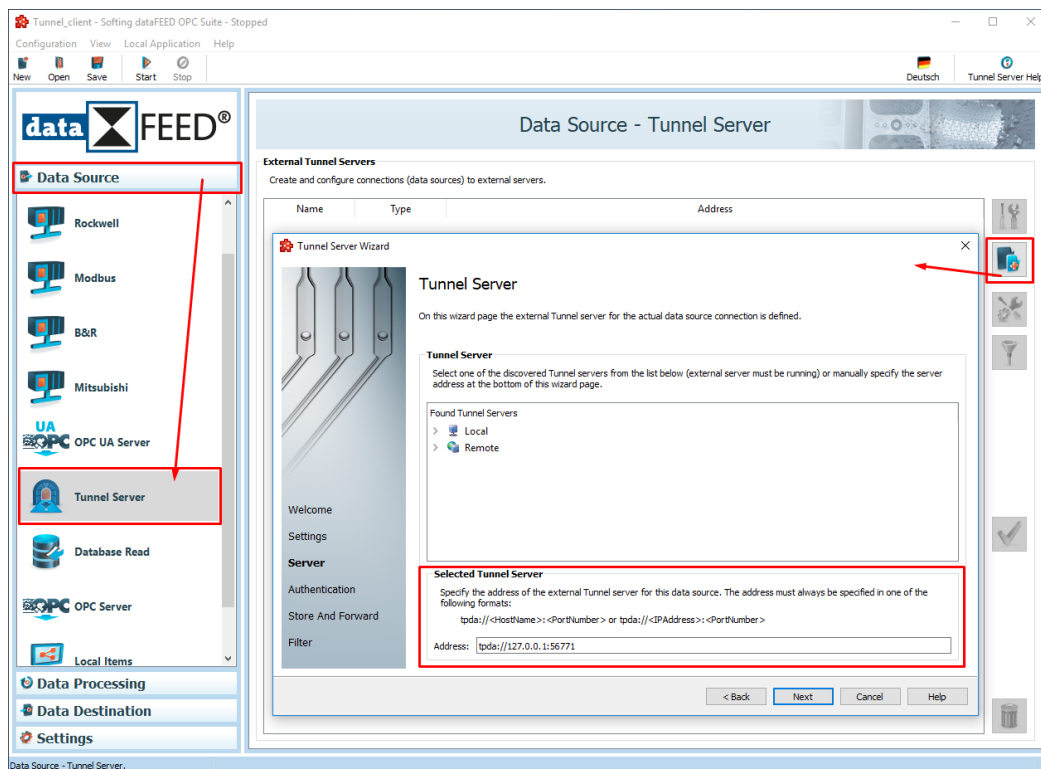 Tunnel_client - Softing dataFEED OPC Suite - Stopped
Configuration View Local Application Help
New Open Save Start Stop Deutsch Tunnel Server Help
data FEED®
Data Source
Rockwell
Modbus
B&R
Mitsubishi
UA
OPC OPC UA Server
Tunnel Server
Database Read
OPC OPC Server
Local Items
Data Processing
Data Destination
Settings
Data Source - Tunnel Server
External Tunnel Servers
Create and configure connections (data sources) to external servers.
Name Type Address
Tunnel Server Wizard
Welcome
Settings
Server
Authentication
Store And Forward
Filter
Tunnel Server
On this wizard page the external Tunnel server for the actual data source connection is defined.
Tunnel Server
Select one of the discovered Tunnel servers from the list below (external server must be running) or manually specify the server
address at the bottom of this wizard page.
Found Tunnel Servers
Local
Remote
Selected Tunnel Server
Specify the address of the external Tunnel server for this data source. The address must always be specified in one of the
following formats:
tpda://<HostName>:<PortNumber> or tpda://<IPAddress>:<PortNumber>
Address: tpda://127.0.0.1:56771
< Back Next Cancel Help
Data Source - Tunnel Server.